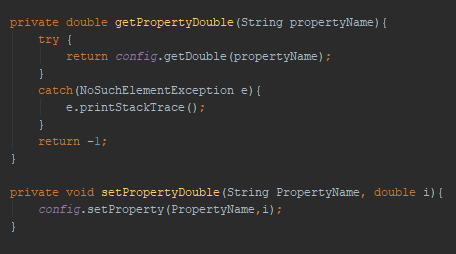 private double getPropertyDouble(String propertyName){
    try {
        return config.getDouble(propertyName);
    }
    catch(NoSuchElementException e){
        e.printStackTrace();
    }
    return -1;
}

private void setPropertyDouble(String PropertyName, double i){
    config.setProperty(PropertyName,i);
}